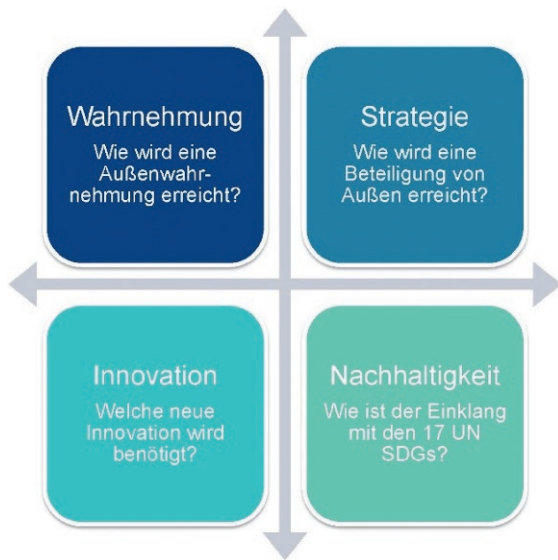 Wahrnehmung
Wie wird eine
Außenwahr-
nehmung erreicht?
Strategie
Wie wird eine
Beteiligung von
Außen erreicht?
Innovation
Welche neue
Innovation wird
benötigt?
Nachhaltigkeit
Wie ist der Einklang
mit den 17 UN
SDGs?